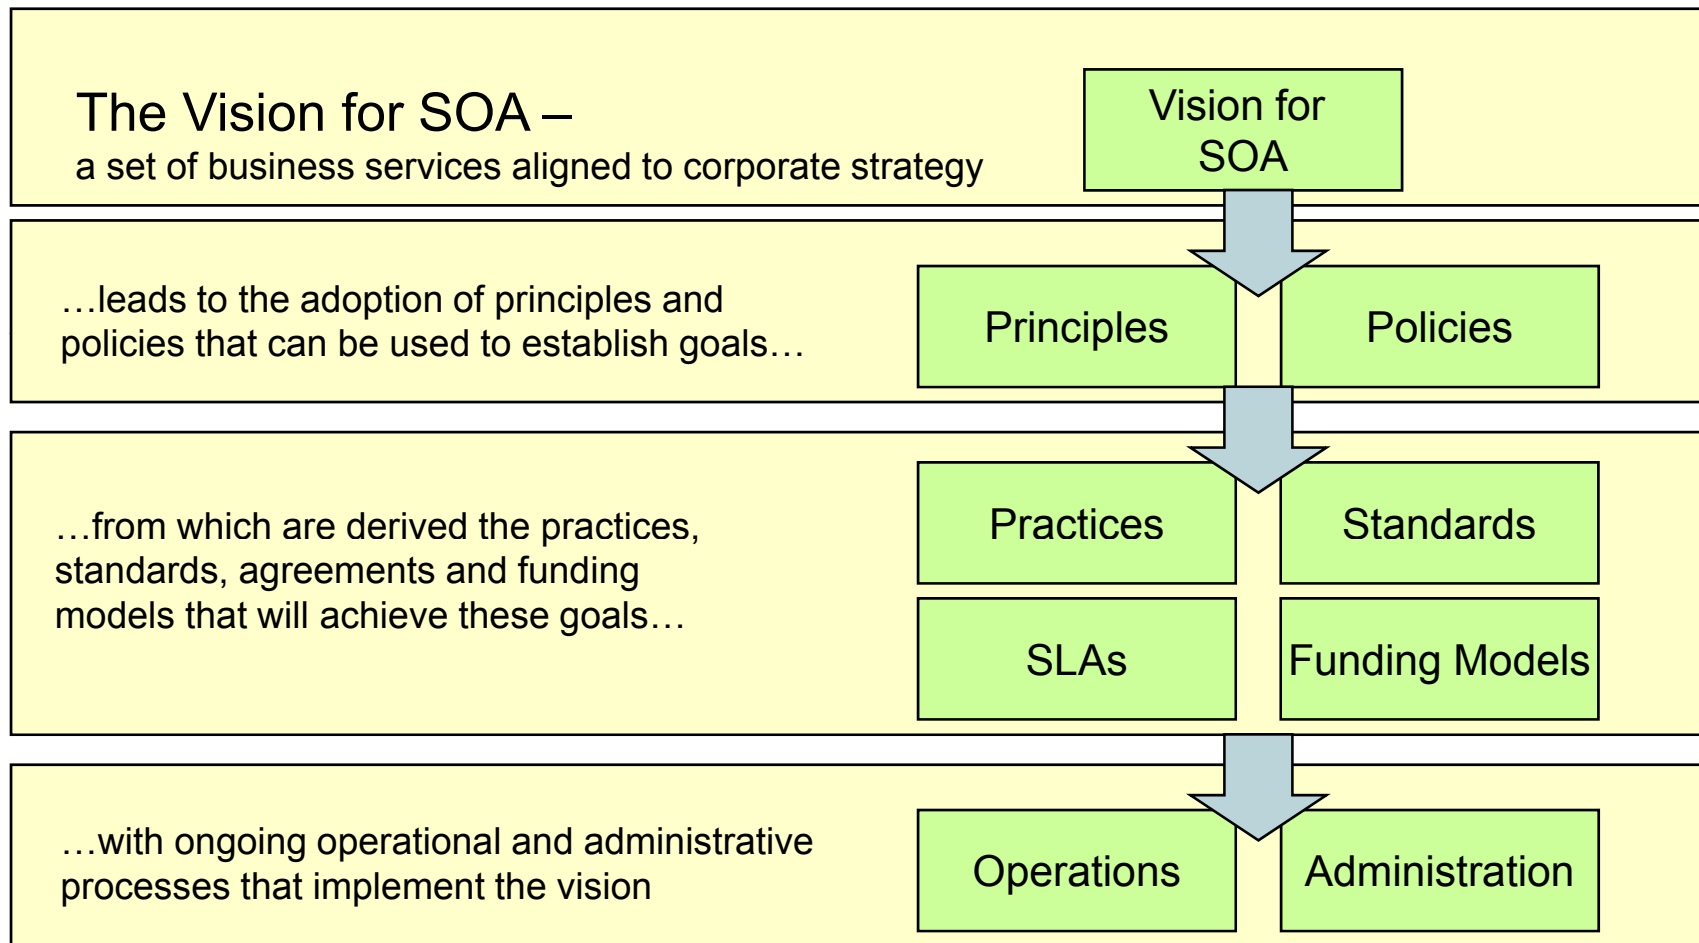 The Vision for SOA –
a set of business services aligned to corporate strategy
Vision for
SOA
…leads to the adoption of principles and
policies that can be used to establish goals…
Principles
Policies
…from which are derived the practices,
standards, agreements and funding
models that will achieve these goals…
Practices
Standards
SLAs
Funding Models
…with ongoing operational and administrative
processes that implement the vision
Operations
Administration